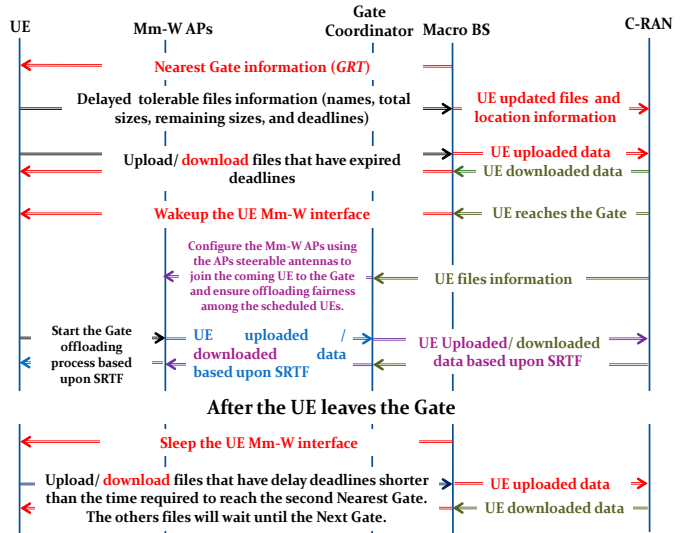 UE
Mm-W APs
Gate
Coordinator
Macro BS
C-RAN
Nearest Gate information (GRT)
Delayed tolerable files information (names, total
sizes, remaining sizes, and deadlines)
UE updated files and
location information
Upload/ download files that have expired
deadlines
UE uploaded data
UE downloaded data
Wakeup the UE Mm-W interface
UE reaches the Gate
Configure the Mm-W APs using
the APs steerable antennas to
join the coming UE to the Gate
and ensure offloading fairness
among the scheduled UEs.
UE files information
Start the Gate
offloading
process based
upon SRTF
UE uploaded /
downloaded data
based upon SRTF
UE Uploaded/ downloaded
data based upon SRTF
After the UE leaves the Gate
Sleep the UE Mm-W interface
Upload/ download files that have delay deadlines shorter
than the time required to reach the second Nearest Gate.
The others files will wait until the Next Gate.
UE uploaded data
UE downloaded data